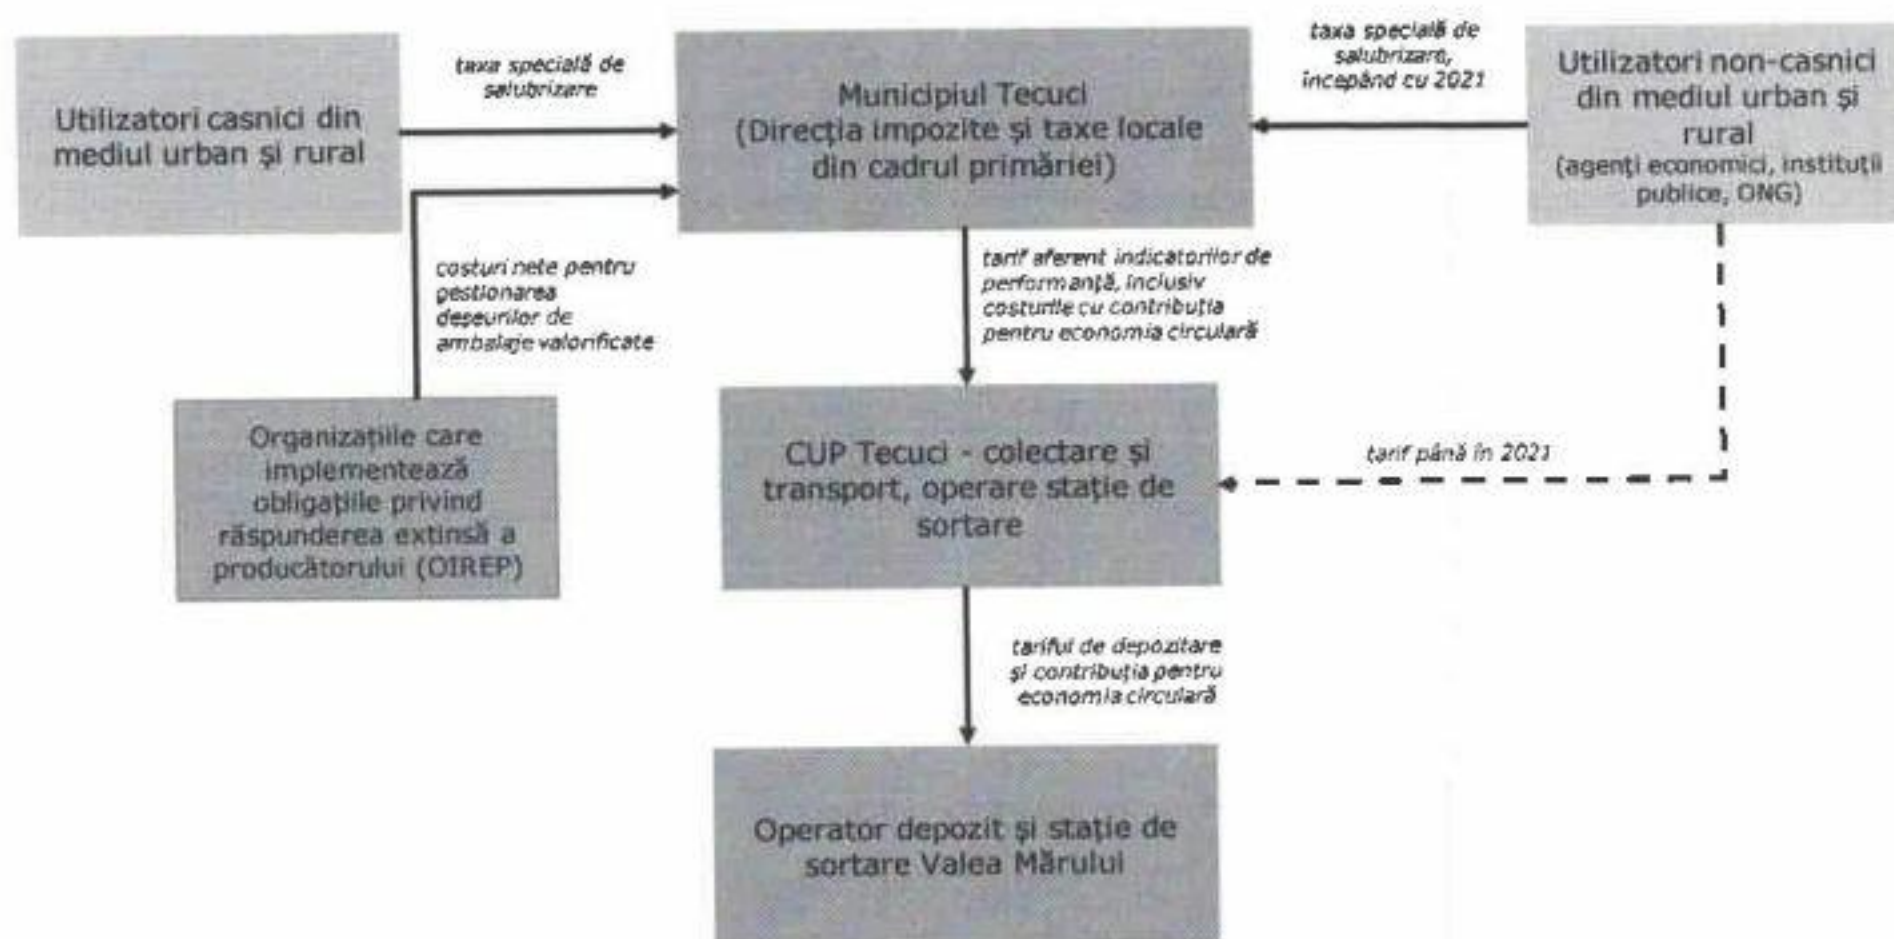 Utilizatori casnici din
mediul urban și rural
taxa specială de
salubrizare
Municipiul Tecuci
(Direcția impozite și taxe locale
din cadrul primăriei)
taxa specială de
salubrizare,
începând cu 2021
Utilizatori non-casnici
din mediul urban și
rural
(agenți economici, instituții
publice, ONG)
costuri nete pentru
gestionarea
deșeurilor de
ambalaje valorificate
tarif aferent indicatorilor de
performanță, inclusiv
costurile cu contribuția
pentru economia circulară
Organizațiile care
implementează
obligațiile privind
răspunderea extinsă a
producătorului (OIREP)
CUP Tecuci - colectare și
transport, operare stație de
sortare
tarif până în 2021
tariful de depozitare
și contribuția pentru
economia circulară
Operator depozit și stație de
sortare Valea Mărului